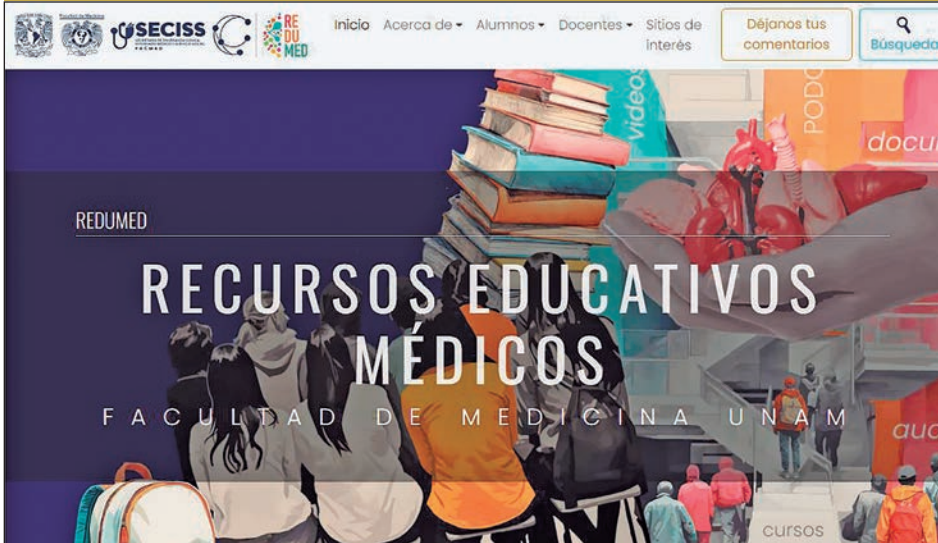 SECISS
RE
DU
MED
Inicio Acerca de Alumnos Docentes Sitios de
interés
Déjanos tus
comentarios
Búsqueda
videos
PODC
docu
REDUMED
RECURSOS EDUCATIVOS
MÉDICOS
FACULTAD DE MEDICINA UNAM
aud
cursos